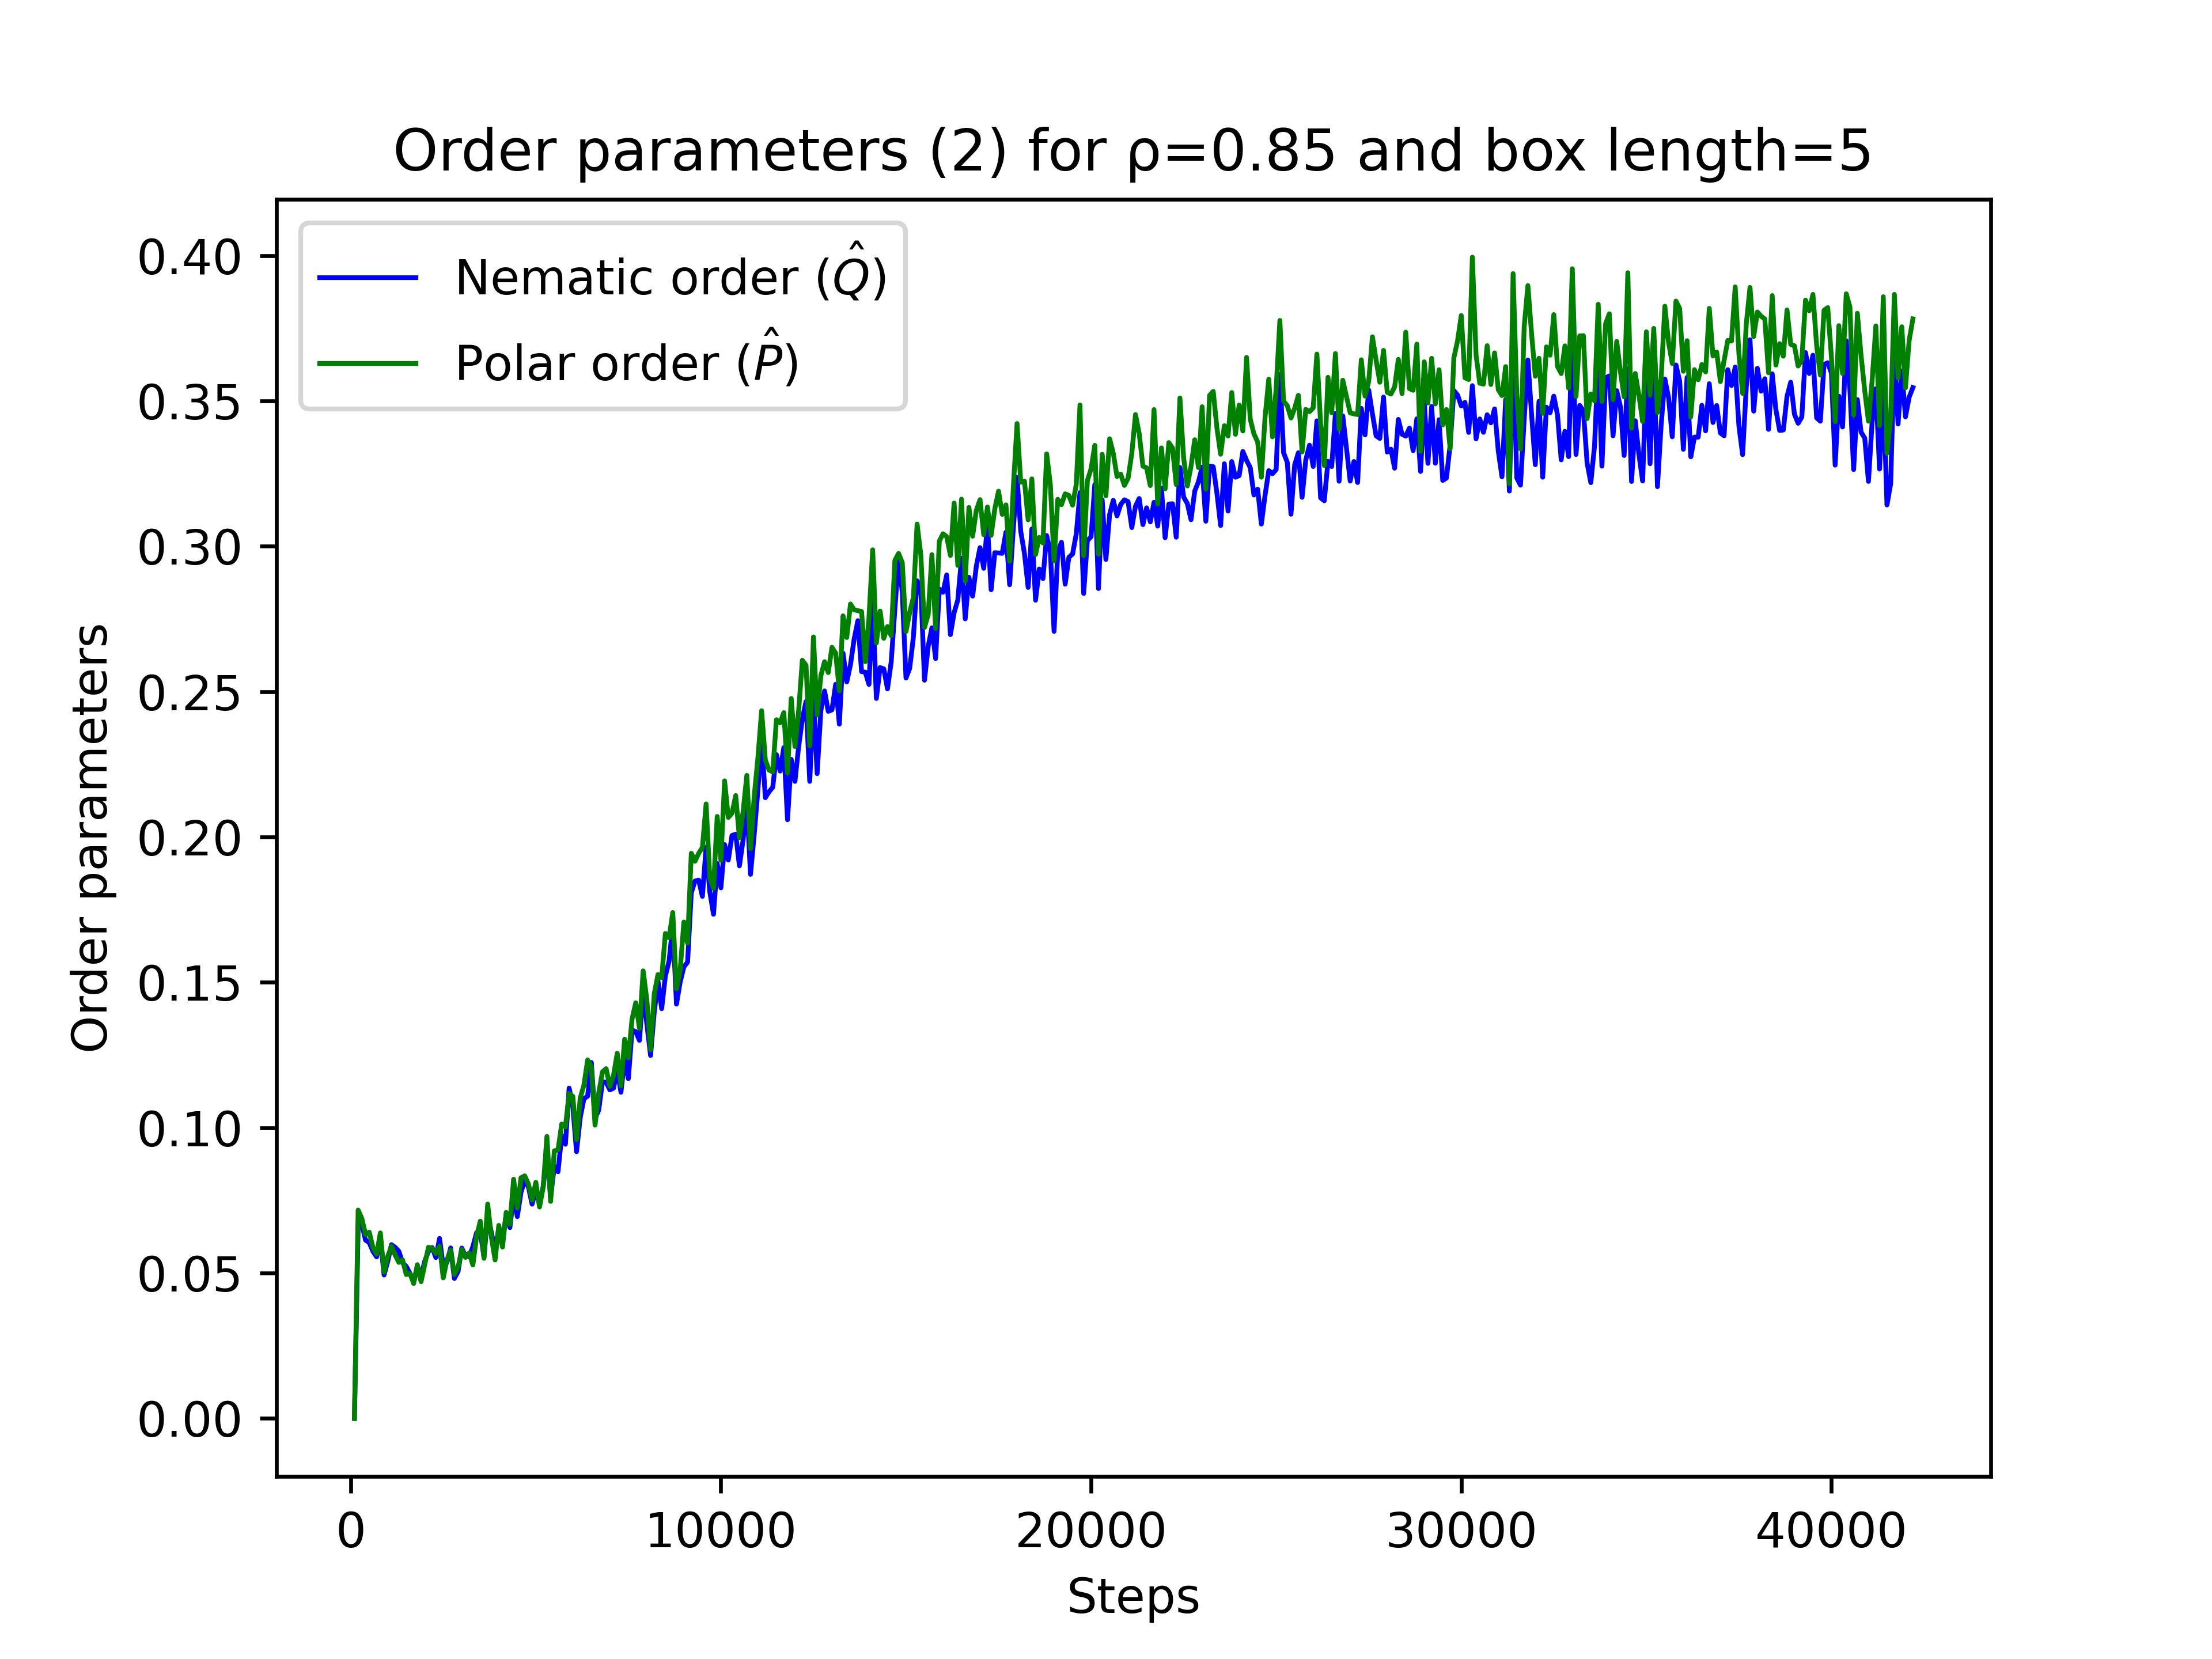 Order parameters (2) for ρ=0.85 and box length=5
Nematic order (Q̂)
Polar order (P̂)
0.40
0.35
0.30
0.25
0.20
0.15
0.10
0.05
0.00
Order parameters
0 10000 20000 30000 40000
Steps